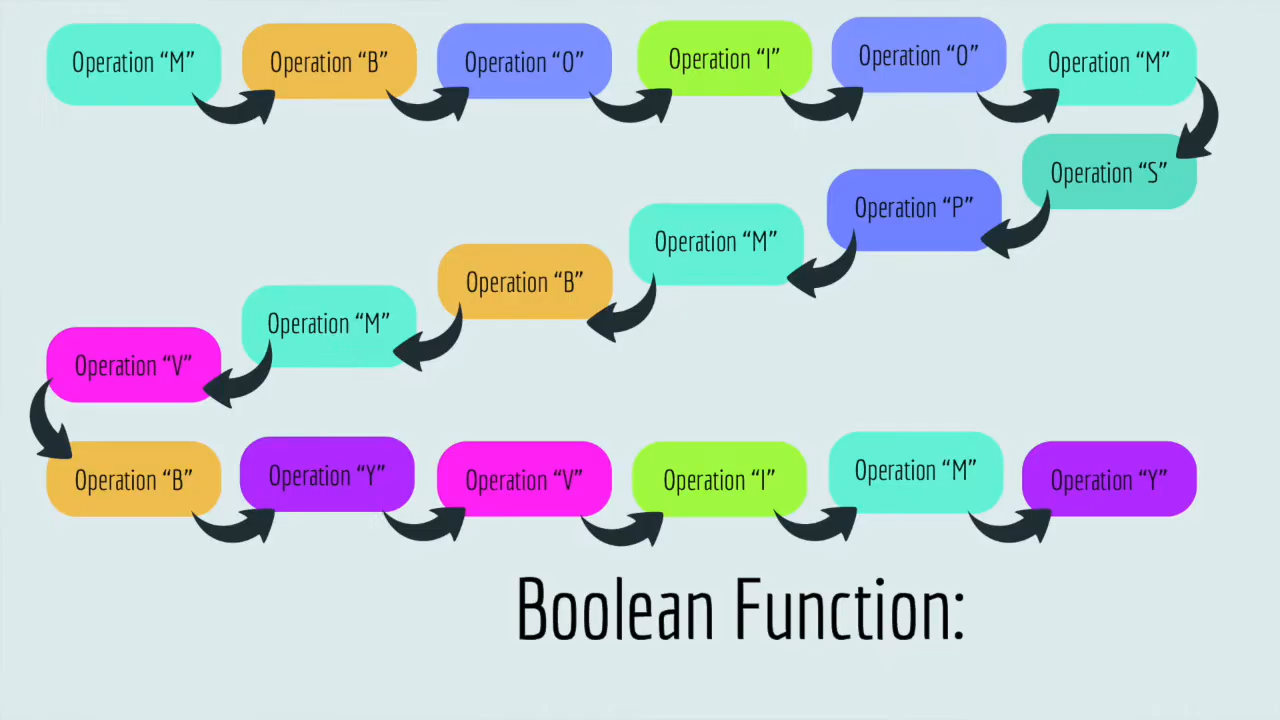 Operation “M”
Operation “B”
Operation “O”
Operation “I”
Operation “O”
Operation “M”
Operation “S”
Operation “P”
Operation “M”
Operation “B”
Operation “M”
Operation “V”
Operation “B”
Operation “Y”
Operation “V”
Operation “I”
Operation “M”
Operation “Y”
Boolean Function: